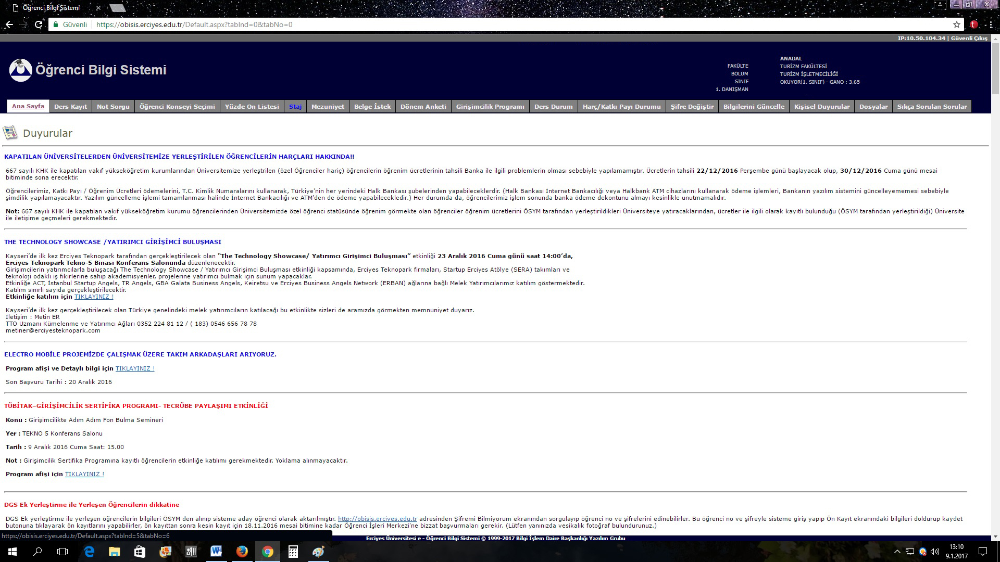 Öğrenci Bilgi Sistemi
Güvenli
https://obisis.erciyes.edu.tr/Default.aspx?tabInd=0&tabNo=0
IP:10.50.104.34 | Güvenli Çıkış
Öğrenci Bilgi Sistemi
ANADAL
FAKÜLTE TURİZM FAKÜLTESİ
BÖLÜM TURİZM İŞLETMECİLİĞİ
SINIF OKUYOR(1. SINIF) - GANO : 3,65
1. DANIŞMAN
Ana Sayfa Ders Kayıt Not Sorgu Öğrenci Konseyi Seçimi Yüzde On Listesi Staj Mezuniyet Belge İstek Dönem Anketi Girişimcilik Programı Ders Durum Harç/Katkı Payı Durumu Şifre Değiştir Bilgilerini Güncelle Kişisel Duyurular Dosyalar Sıkça Sorulan Sorular
Duyurular
KAPATILAN ÜNİVERSİTELERDEN ÜNİVERSİTEMİZE YERLEŞTİRİLEN ÖĞRENCİLERİN HARÇLARI HAKKINDA!!
667 sayılı KHK ile kapatılan vakıf yükseköğretim kurumlarından Üniversitemize yerleştrilen (özel Öğrenciler hariç) öğrencilerin öğrenim ücretlerinin tahsili Banka ile ilgili problemlerin olması sebebiyle yapılamamıştır. Ücretlerin tahsili 22/12/2016 Perşembe günü başlayacak olup, 30/12/2016 Cuma günü mesai
bitiminde sona erecektir.
Öğrencilerimiz, Katkı Payı / Öğrenim Ücretleri ödemelerini, T.C. Kimlik Numaralarını kullanarak, Türkiye’nin her yerindeki Halk Bankası şubelerinden yapabileceklerdir. (Halk Bankası İnternet Bankacılığı veya Halkbank ATM cihazlarını kullanarak ödeme işlemleri, Bankanın yazılım sistemini güncelleyememesi sebebiyle
şimdilik yapılamayacaktır. Yazılım güncelleme işlemi tamamlanması halinde İnternet Bankacılığı ve ATM'den de ödeme yapabilecekledir.) Her durumda da, öğrencilerimiz işlem sonunda banka ödeme dekontunu almayı kesinlikle unutmamalıdır.
Not: 667 sayılı KHK ile kapatılan vakıf yükseköğretim kurumu öğrencilerinden Üniversitemizde özel öğrenci statüsünde öğrenim görmekte olan öğrenciler öğrenim ücretlerini ÖSYM tarafından yerleştirildikleri Üniversiteye yatıracaklarından, ücretler ile ilgili olarak kayıtlı bulunduğu (ÖSYM tarafından yerleştirildiği) Üniversite
ile iletişime geçmeleri gerekmektedir.
THE TECHNOLOGY SHOWCASE /YATIRIMCI GİRİŞİMCİ BULUŞMASI
Kayseri’de ilk kez Erciyes Teknopark tarafından gerçekleştirilecek olan “The Technology Showcase/ Yatırımcı Girişimci Buluşması” etkinliği 23 Aralık 2016 Cuma günü saat 14:00’da,
Erciyes Teknopark Tekno-5 Binası Konferans Salonunda düzenlenecektir.
Girişimcilerin yatırımcılarla buluşacağı The Technology Showcase / Yatırımcı Girişimci Buluşması etkinliği kapsamında, Erciyes Teknopark firmaları, Startup Erciyes Atölye (SERA) takımları ve
teknoloji odaklı iş fikirlerine sahip akademisyenler, projelerine yatırımcı bulmak için sunum yapacaklar.
Etkinliğe ACT, İstanbul Startup Angels, TR Angels, GBA Galata Business Angels, Keiretsu ve Erciyes Business Angels Network (ERBAN) ağlarına bağlı Melek Yatırımcılarımız katılım göstermektedir.
Katılım sınırlı sayıda gerçekleştirilecektir.
Etkinliğe katılım için TIKLAYINIZ !
Kayseri’de ilk kez gerçekleştirilecek olan Türkiye genelindeki melek yatırımcıların katılacağı bu etkinlikte sizleri de aramızda görmekten memnuniyet duyarız.
İletişim : Metin ER
TTO Uzmanı Kümelenme ve Yatırımcı Ağları 0352 224 81 12 / ( 183) 0546 656 78 78
metiner@erciyesteknopark.com
ELECTRO MOBİLE PROJEMİZDE ÇALIŞMAK ÜZERE TAKIM ARKADAŞLARI ARIYORUZ.
Program afişi ve Detaylı bilgi için TIKLAYINIZ !
Son Başvuru Tarihi : 20 Aralık 2016
TÜBİTAK–GİRİŞİMCİLİK SERTİFİKA PROGRAMI- TECRÜBE PAYLAŞIMI ETKİNLİĞİ
Konu : Girişimcilikte Adım Adım Fon Bulma Semineri
Yer : TEKNO 5 Konferans Salonu
Tarih : 9 Aralık 2016 Cuma Saat: 15.00
Not : Girişimcilik Sertifika Programına kayıtlı öğrencilerin etkinliğe katılımı gerekmektedir. Yoklama alınmayacaktır.
Program afişi için TIKLAYINIZ !
DGS Ek Yerleştirme ile Yerleşen Öğrencilerin dikkatine
DGS Ek yerleştirme ile yerleşen öğrencilerin bilgileri ÖSYM den alınıp sisteme aday öğrenci olarak aktarılmıştır. http://obisis.erciyes.edu.tr adresinden Şifremi Bilmiyorum ekranından sorgulayıp öğrenci no ve şifrelerini edinebilirler. Bu öğrenci no ve şifreyle sisteme giriş yapıp Ön Kayıt ekranındaki bilgileri doldurup kaydet
butonuna tıklayarak ön kayıtlarını yapabilirler, ön kayıttan sonra kesin kayıt için 18.11.2016 mesai bitimine kadar Öğrenci İşleri Merkezi'ne bizzat başvurmaları gerekir. (Lütfen yanınızda vesikalık fotoğraf bulundurunuz.)
https://obisis.erciyes.edu.tr/Default.aspx?tabInd=5&tabNo=6
Erciyes Üniversitesi e - Öğrenci Bilgi Sistemi © 1999-2017 Bilgi İşlem Daire Başkanlığı Yazılım Grubu
13:10
9.1.2017